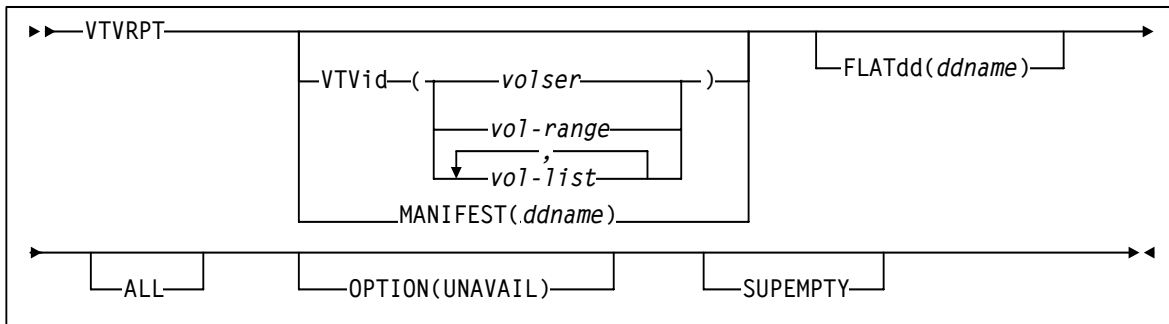 VTVRPT
VTVid ( volser ) FLATdd(ddname)
vol-range
,
vol-list
MANIFEST(ddname)
ALL OPTION(UNAVAIL) SUPEMPTY